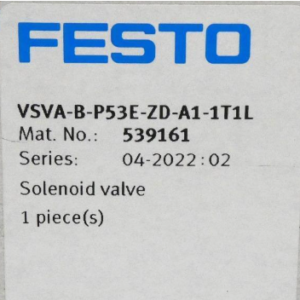 FESTO
VSVA-B-P53E-ZD-A1-1T1L
Mat. No.: 539161
Series: 04-2022:02
Solenoid valve
1 piece(s)